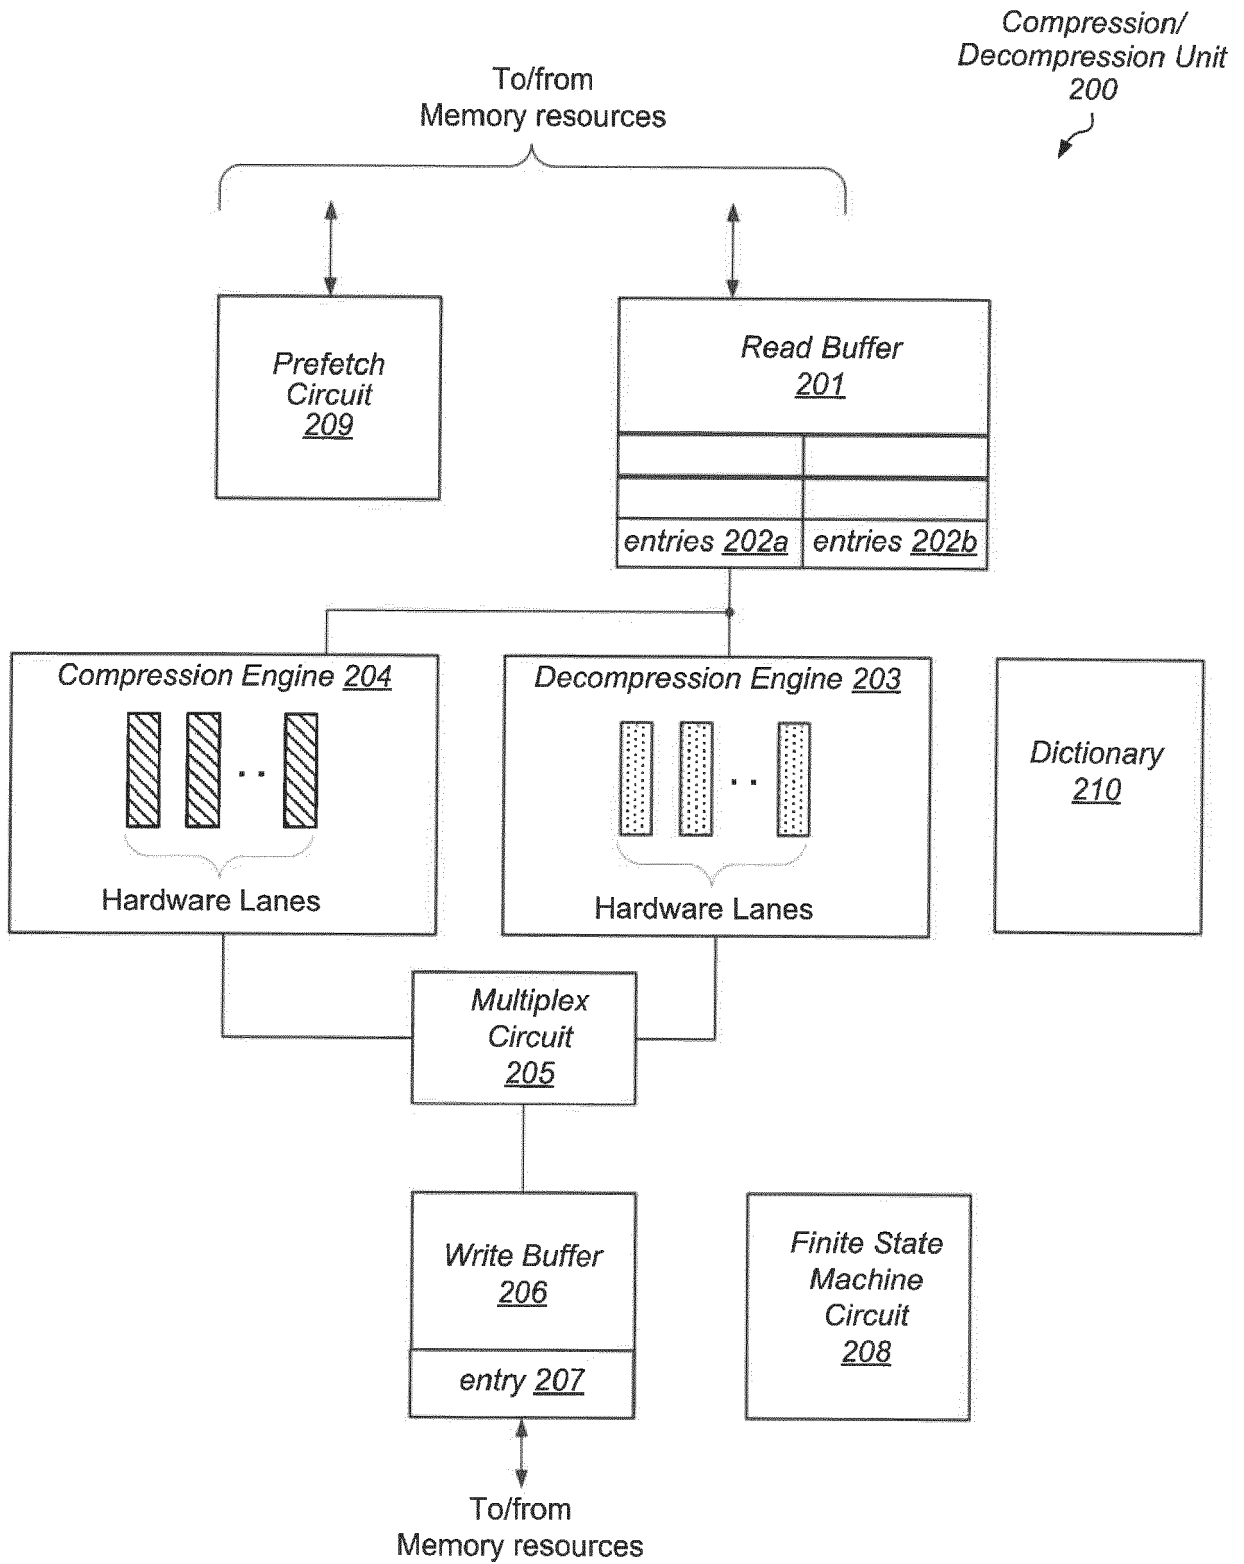 Compression/
Decompression Unit
200
To/from
Memory resources
Prefetch
Circuit
209
Read Buffer
201
entries 202a entries 202b
Compression Engine 204
Hardware Lanes
Decompression Engine 203
Hardware Lanes
Dictionary
210
Multiplex
Circuit
205
Write Buffer
206
entry 207
Finite State
Machine
Circuit
208
To/from
Memory resources